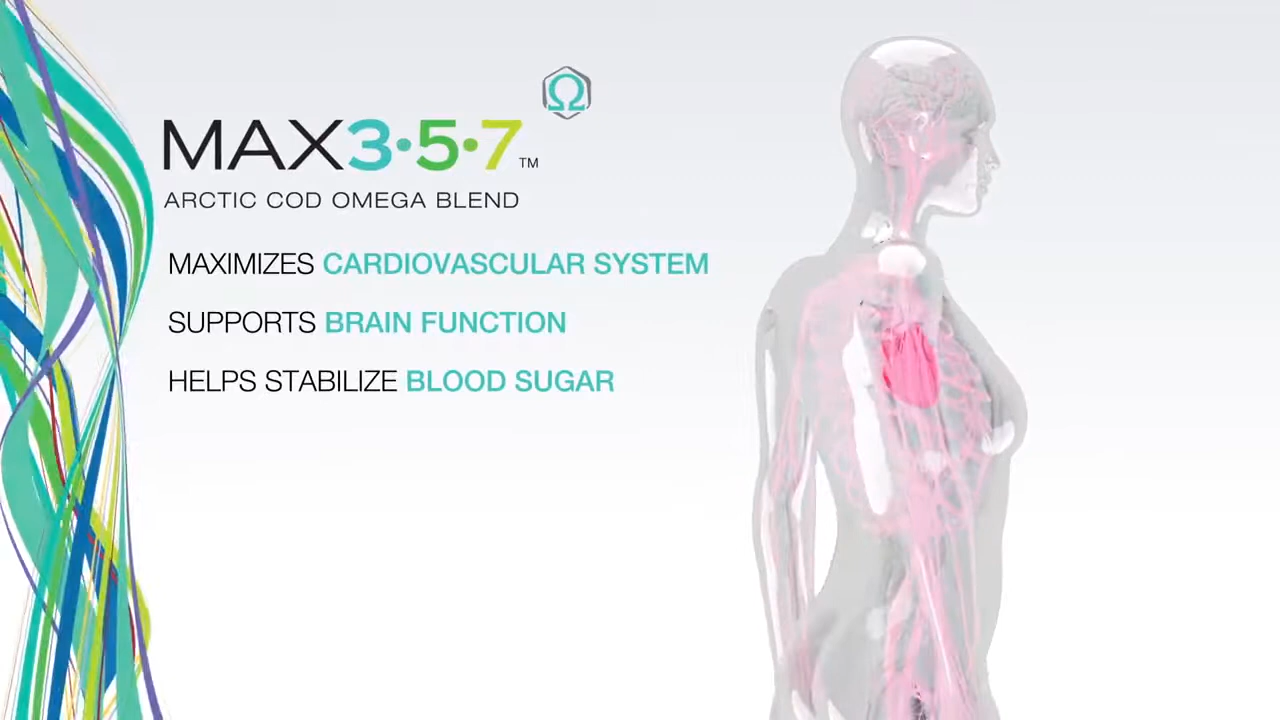 Ω
MAX3•5•7™
ARCTIC COD OMEGA BLEND
MAXIMIZES CARDIOVASCULAR SYSTEM
SUPPORTS BRAIN FUNCTION
HELPS STABILIZE BLOOD SUGAR